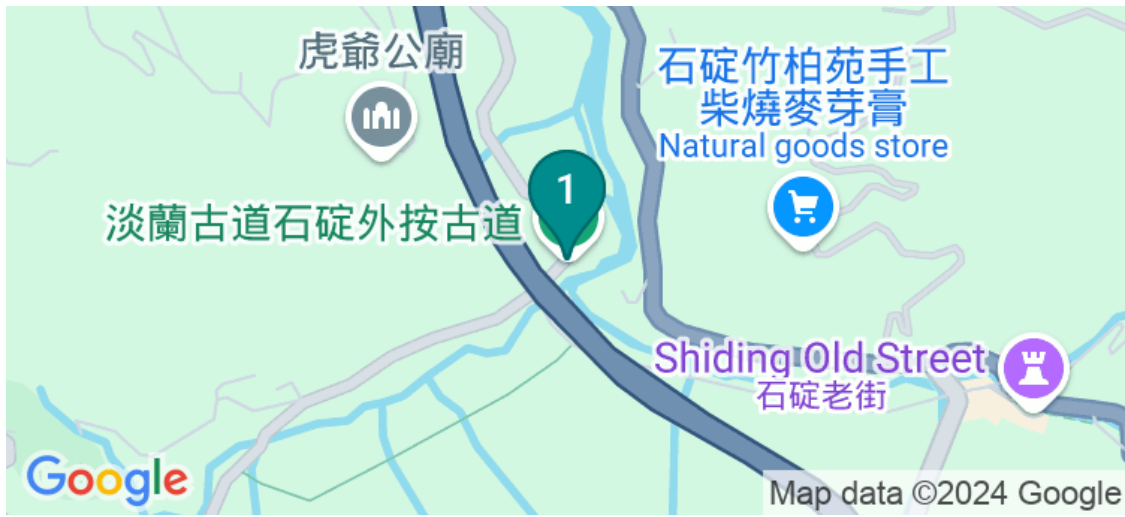 虎爺公廟
石碇竹柏苑手工
柴燒麥芽膏
Natural goods store
1
淡蘭古道石碇外按古道
Shiding Old Street
石碇老街
Google
Map data ©2024 Google